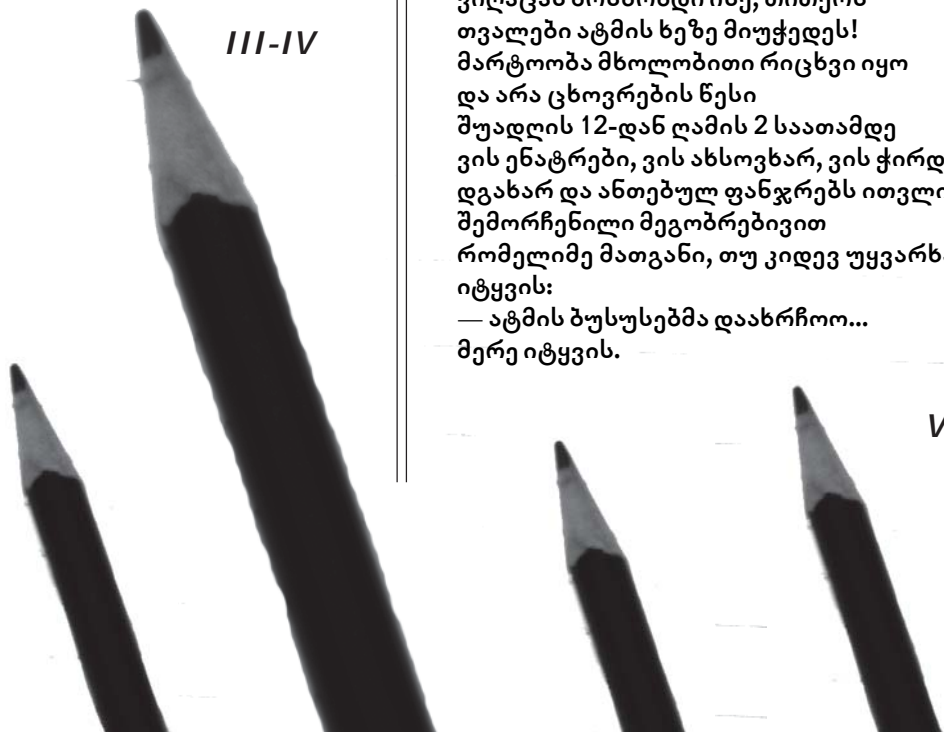 III-IV
თვალები ატმის ხეზე მიუჭედეს!
მარტოობა მხოლობითი რიცხვი იყო
და არა ცხოვრების წესი
შუადღის 12-დან ღამის 2 საათამდე
ვის ენატრები, ვის ახსოვხარ, ვის ჭირდ
დგახარ და ანთებულ ფანჯრებს ითვლი
შემორჩენილი მეგობრებივით
რომელიმე მათგანი, თუ კიდევ უყვარხ
იტყვის:
— ატმის ბუსუსებმა დაახრჩოო...
მერე იტყვის.
V